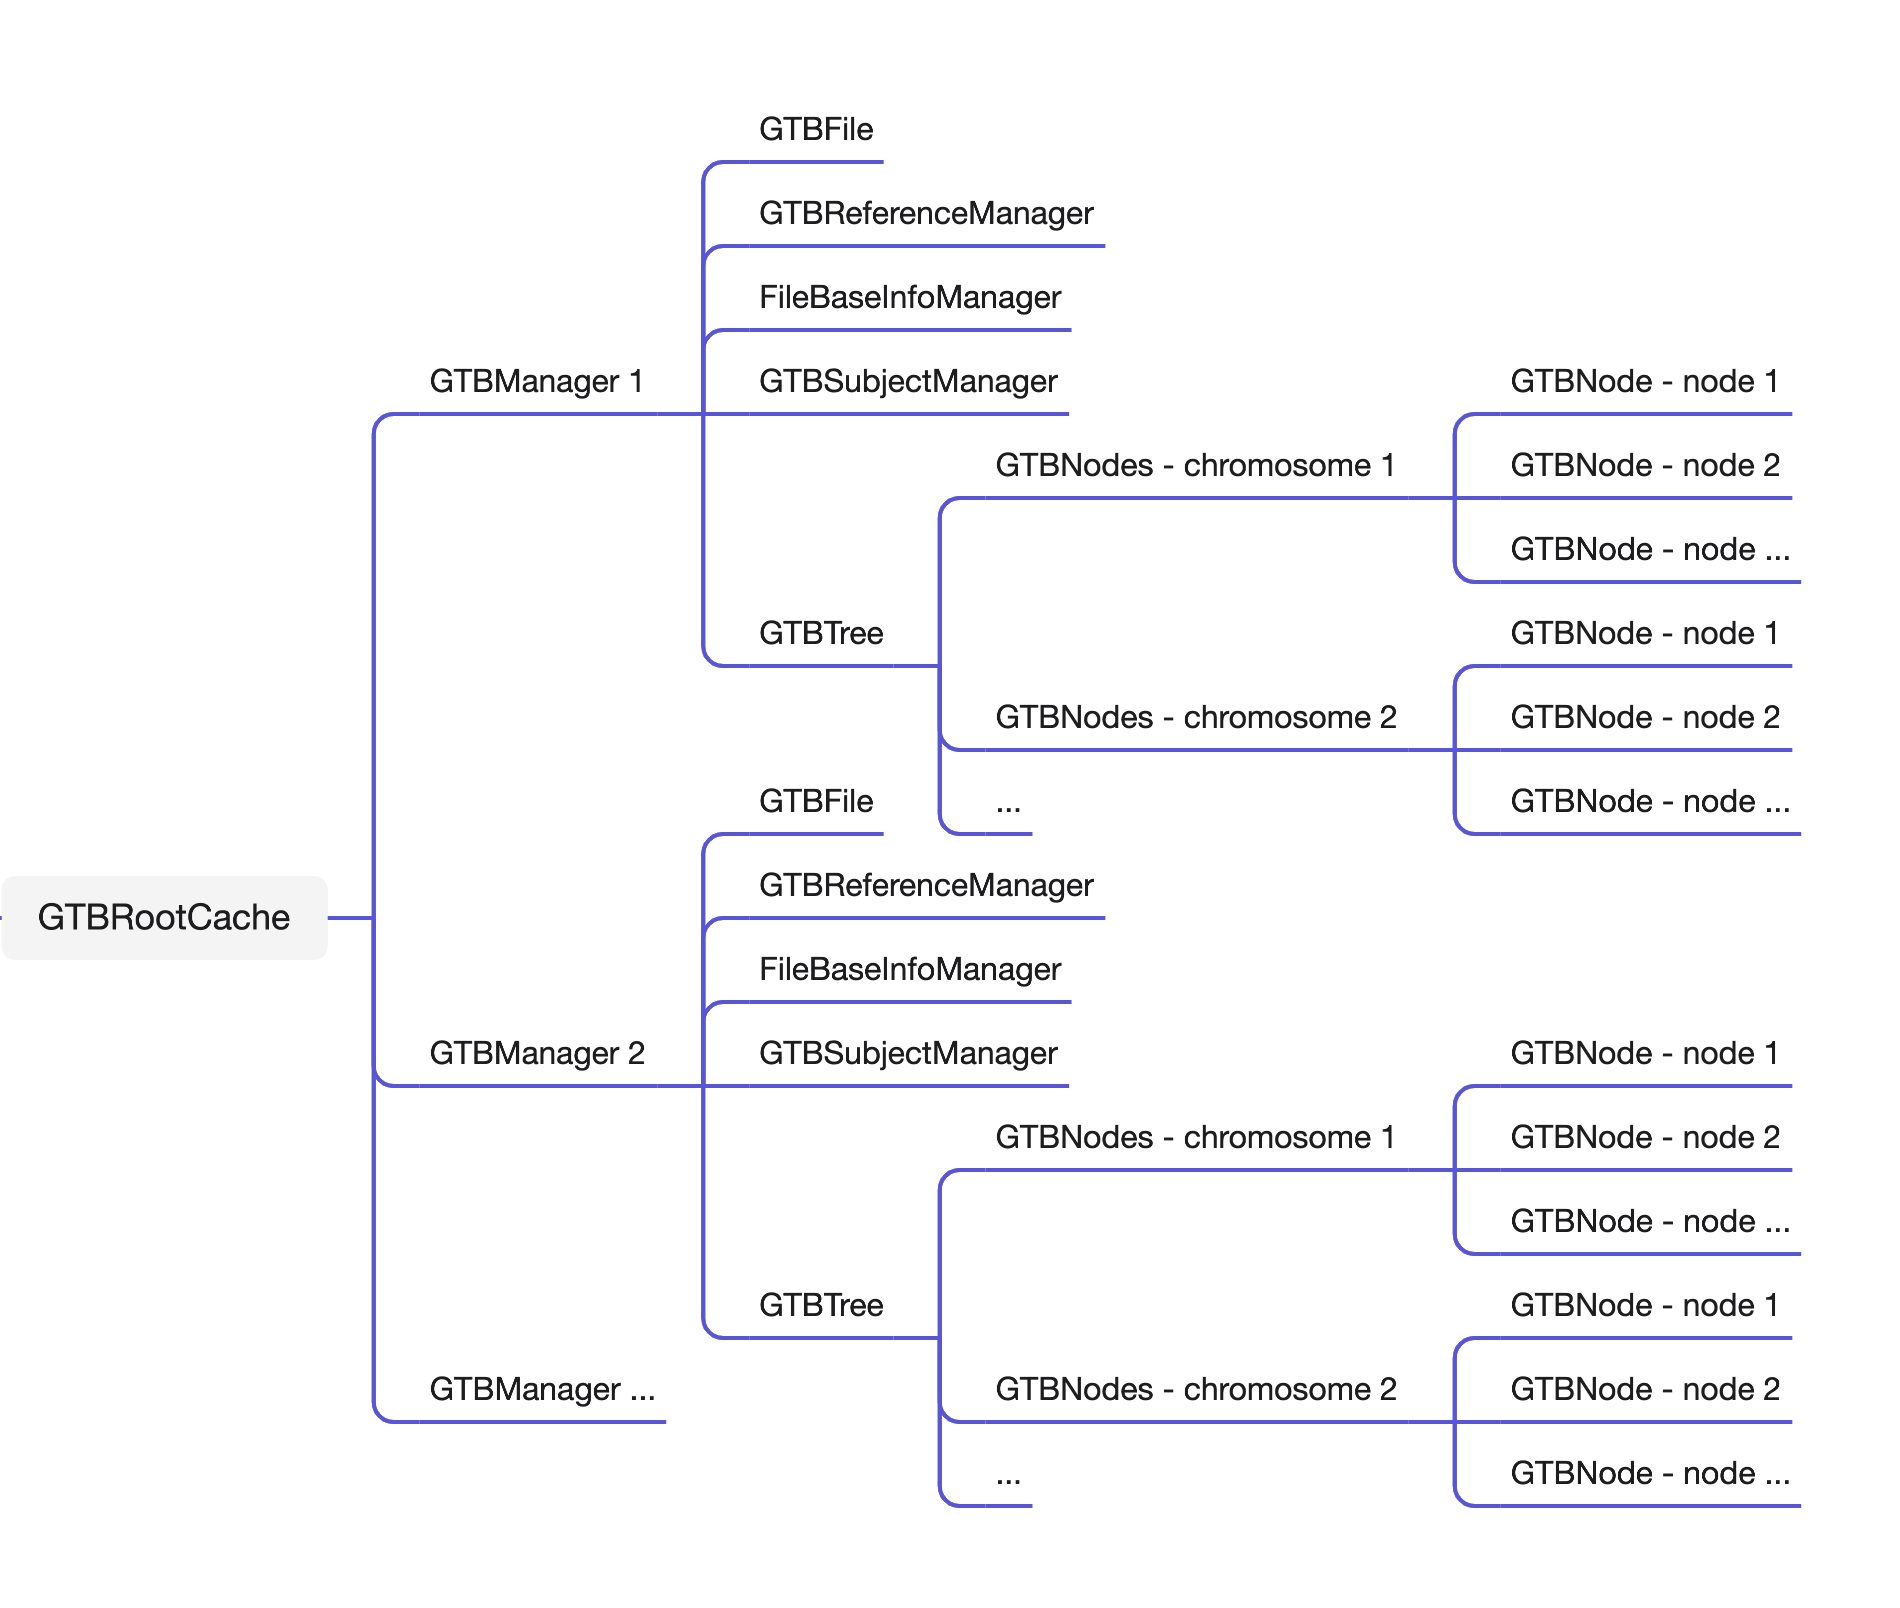 GTBRootCache
GTBManager 1
GTBFile
GTBReferenceManager
FileBaseInfoManager
GTBSubjectManager
GTBTree
GTBNodes - chromosome 1
GTBNode - node 1
GTBNode - node 2
GTBNode - node ...
GTBNodes - chromosome 2
GTBNode - node 1
GTBNode - node 2
GTBNode - node ...
...
GTBManager 2
GTBFile
GTBReferenceManager
FileBaseInfoManager
GTBSubjectManager
GTBTree
GTBNodes - chromosome 1
GTBNode - node 1
GTBNode - node 2
GTBNode - node ...
GTBNodes - chromosome 2
GTBNode - node 1
GTBNode - node 2
GTBNode - node ...
...
GTBManager ...